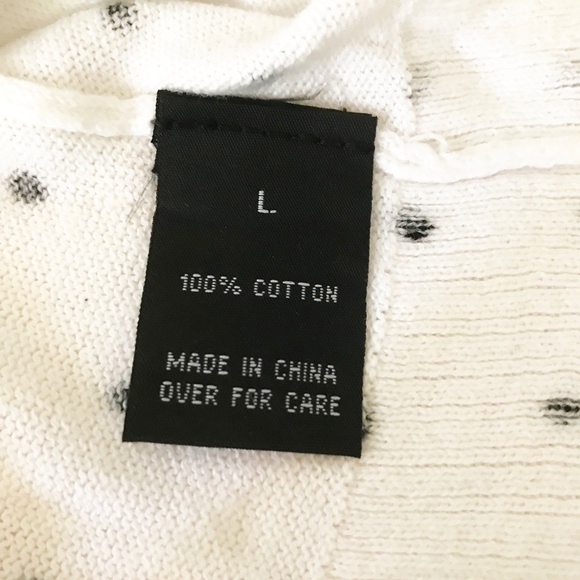 L
100% COTTON
MADE IN CHINA
OVER FOR CARE